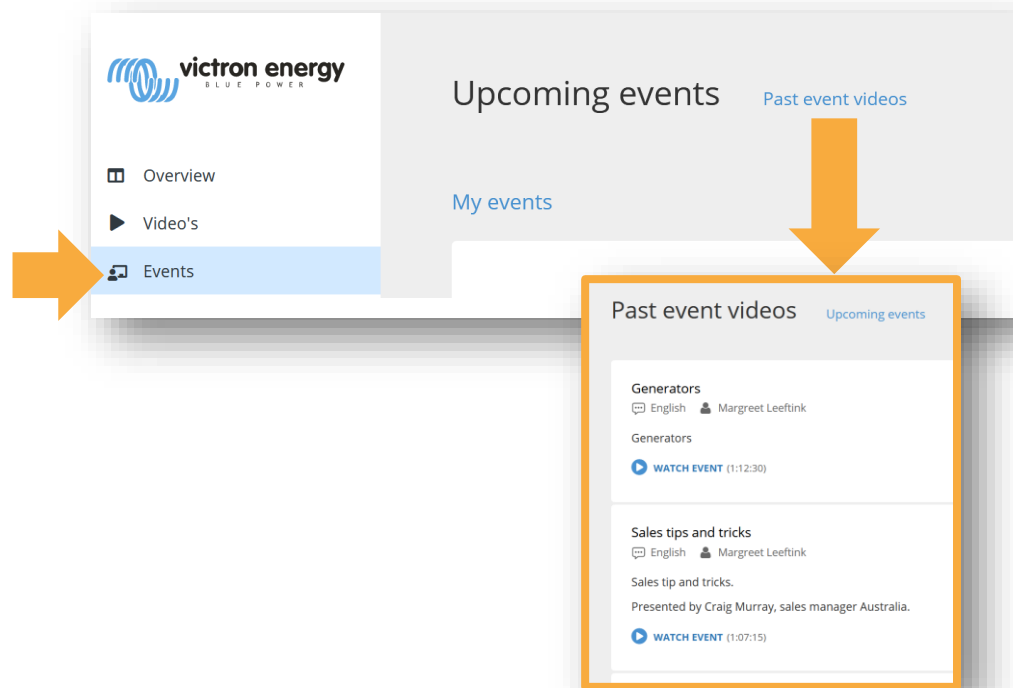 victron energy
BLUE POWER
Overview
Video's
Events
Upcoming events Past event videos
My events
Past event videos Upcoming events
Generators
English Margreet Leeftink
Generators
WATCH EVENT (1:12:30)
Sales tips and tricks
English Margreet Leeftink
Sales tip and tricks.
Presented by Craig Murray, sales manager Australia.
WATCH EVENT (1:07:15)